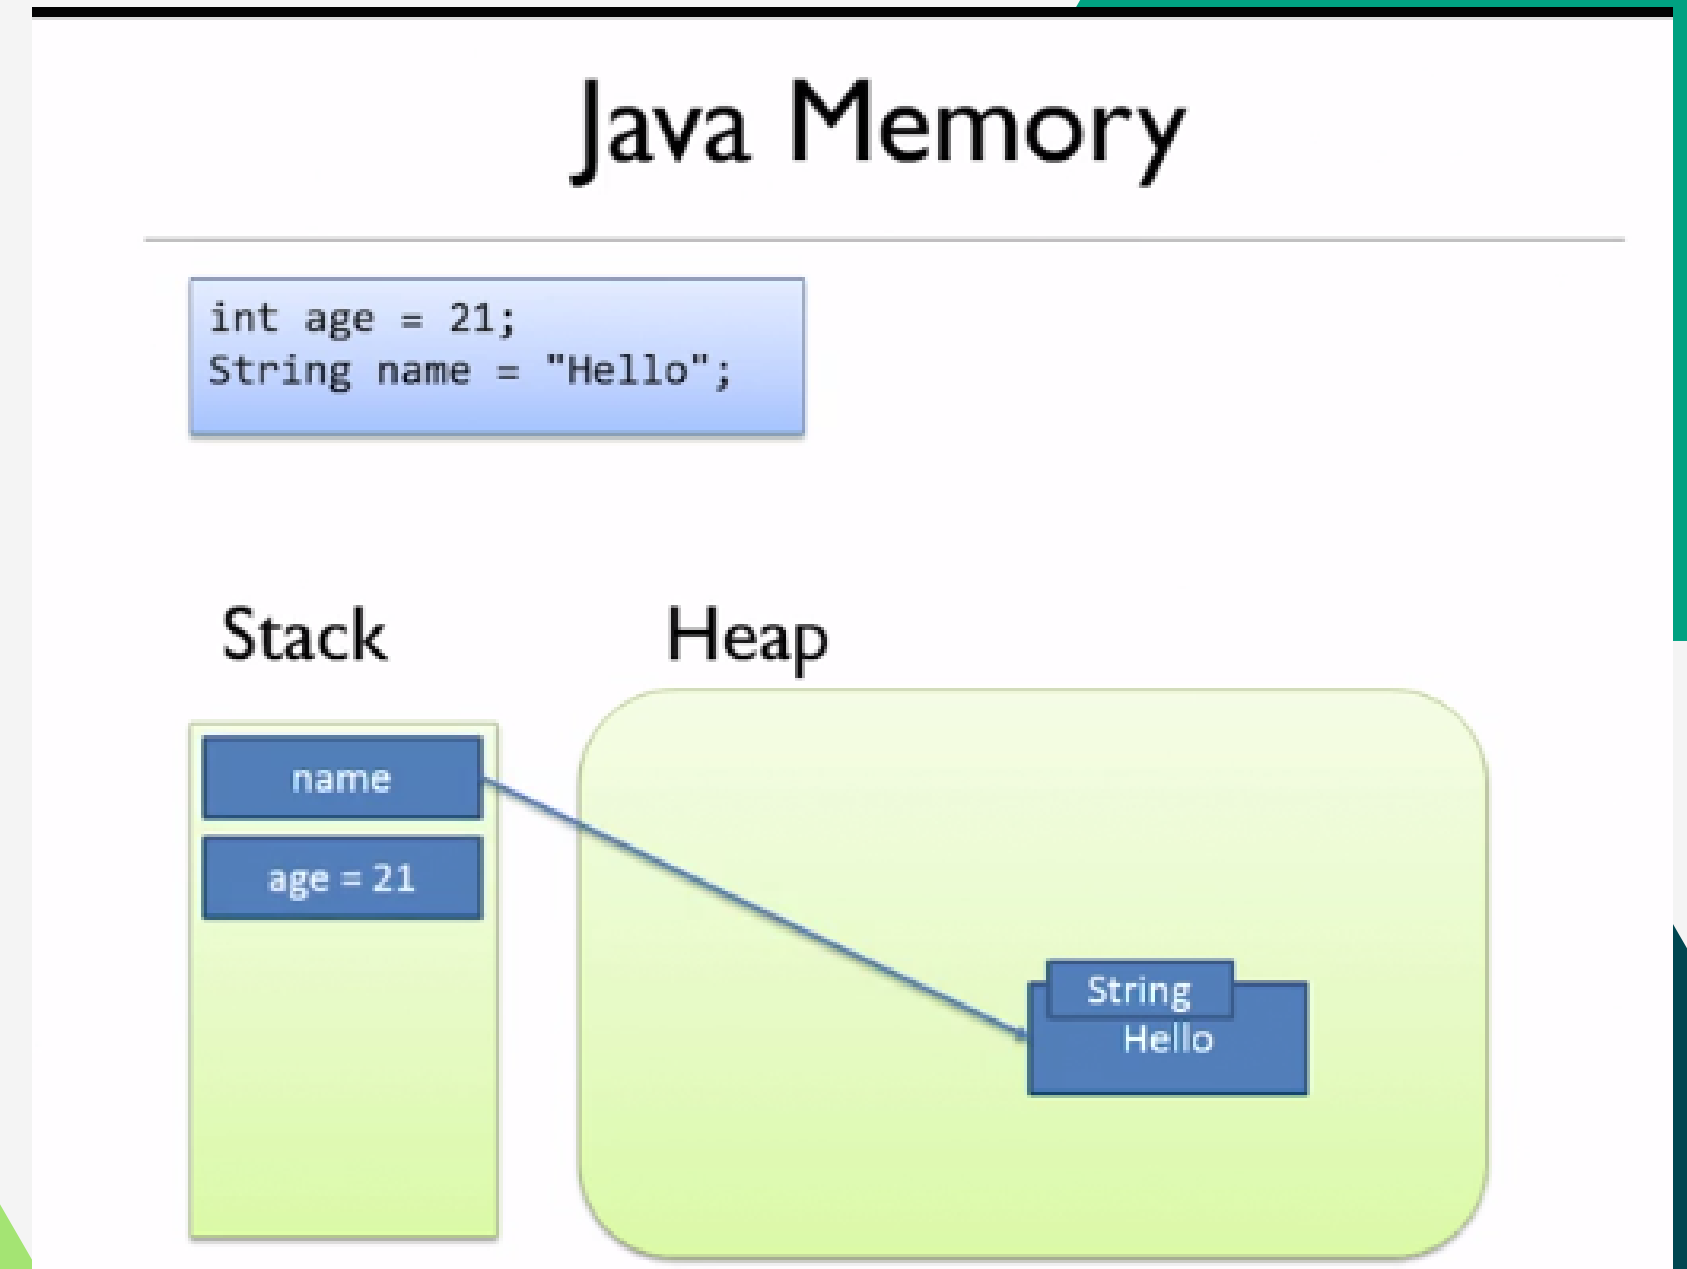 Java Memory
int age = 21;
String name = "Hello";
Stack
Heap
name
age = 21
String
Hello